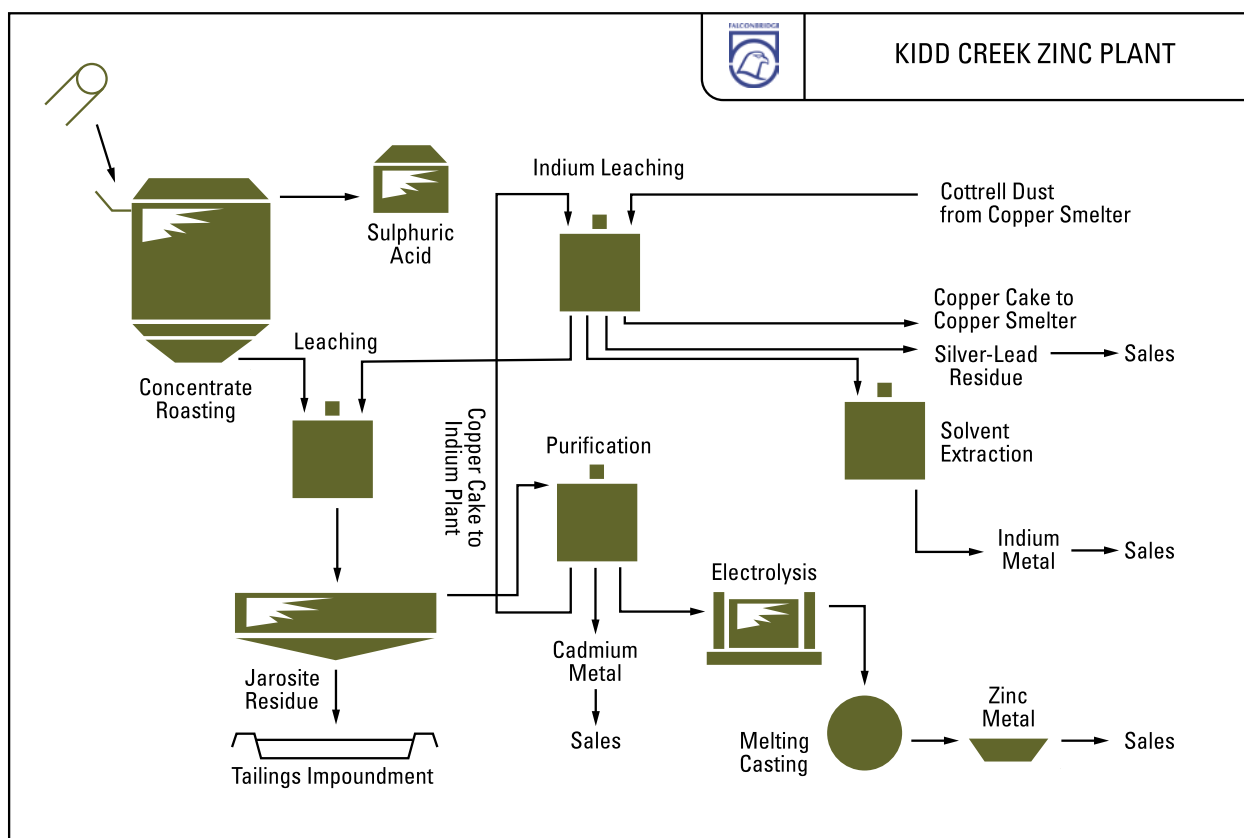 FALCONBRIDGE
KIDD CREEK ZINC PLANT
Indium Leaching
Cottrell Dust
from Copper Smelter
Sulphuric
Acid
Copper Cake to
Copper Smelter
Leaching
Silver-Lead
Residue
Sales
Concentrate
Roasting
Copper Cake to
Indium Plant
Purification
Solvent
Extraction
Indium
Metal
Sales
Electrolysis
Cadmium
Metal
Jarosite
Residue
Zinc
Metal
Sales
Melting
Casting
Sales
Tailings Impoundment